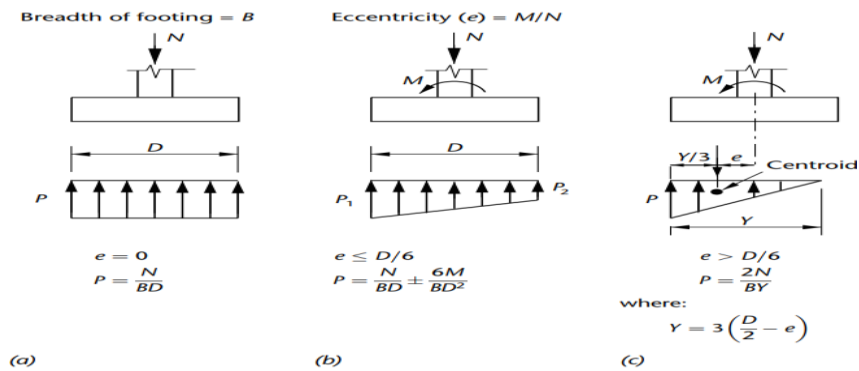 Breadth of footing = B
N
D
P
e = 0
P = N/BD
(a)
Eccentricity (e) = M/N
N
M
D
P₁
P₂
e ≤ D/6
P = N/BD ± 6M/BD²
(b)
N
M
Y/3
e
Centroid
P
Y
e > D/6
P = 2N/BY
where:
Y = 3(D/2 − e)
(c)